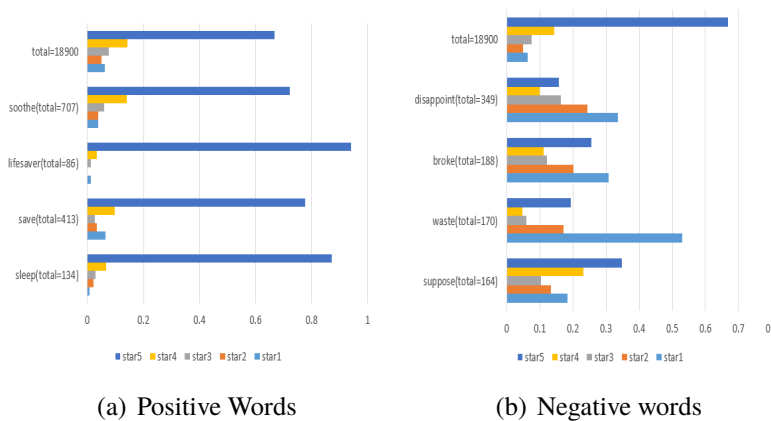 total=18900
soothe(total=707)
lifesaver(total=86)
save(total=413)
sleep(total=134)
0 0.2 0.4 0.6 0.8 1
star5 star4 star3 star2 star1
(a) Positive Words
total=18900
disappoint(total=349)
broke(total=188)
waste(total=170)
suppose(total=164)
0 0.1 0.2 0.3 0.4 0.5 0.6 0.7 0
star5 star4 star3 star2 star1
(b) Negative words